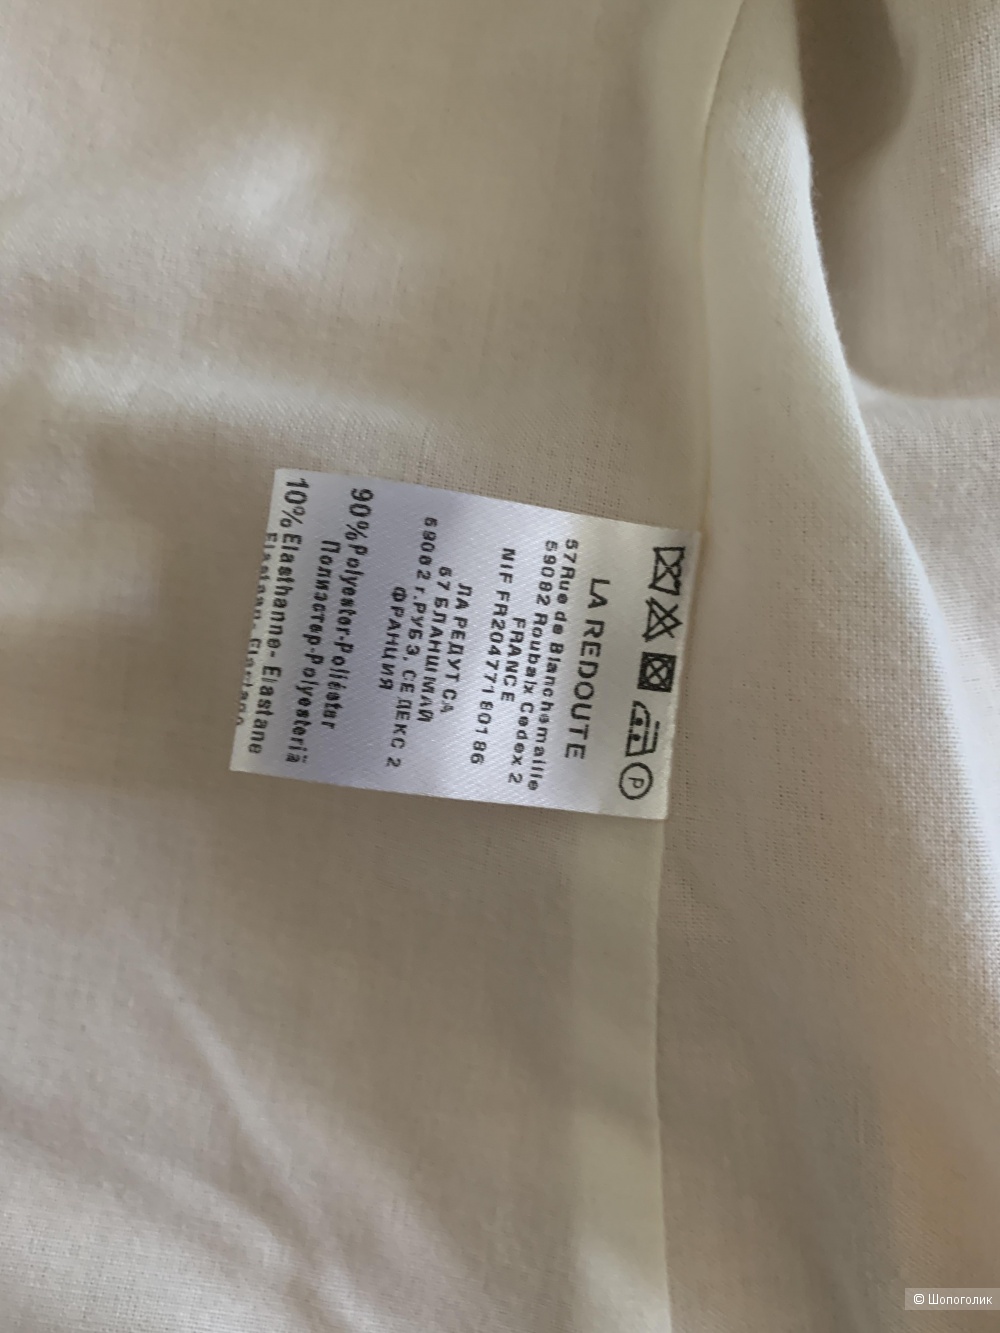 P
LA REDOUTE
57 Rue de Blanchemaille
59082 Roubaix Cedex 2
FRANCE
NIF FR20477180186
ЛА РЕДУТ СА
57 БЛАНШМАЙ
59082 г.РУБЭ, СЕДЕКС 2
ФРАНЦИЯ
90%Polyester-Poliéster
Полиэстер-Polyesteriä
10%Elasthanne-Elastane
© Шопоголик